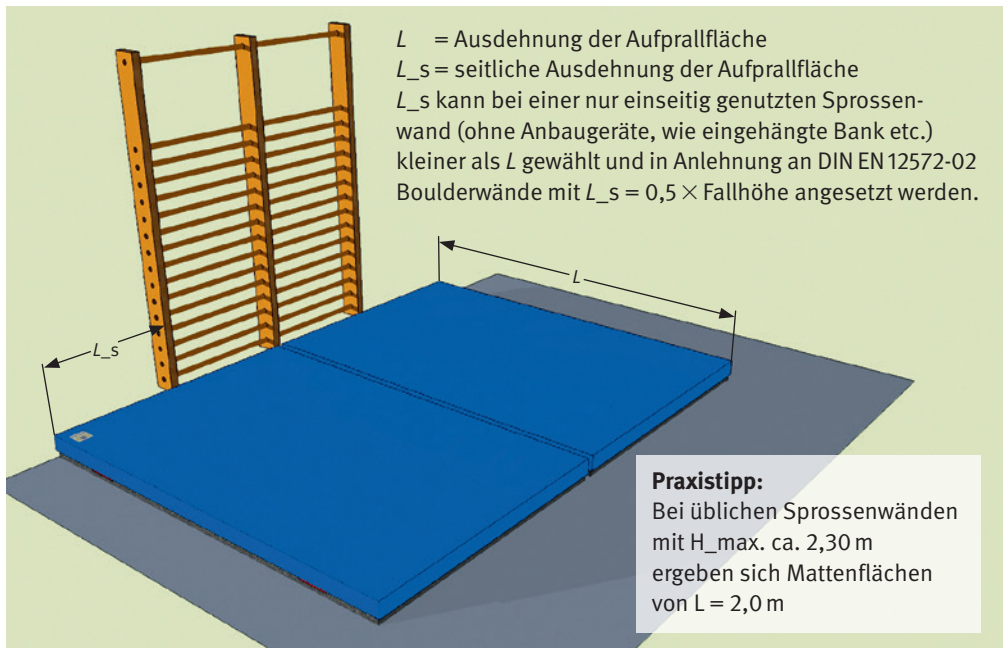 L = Ausdehnung der Aufprallfläche
L_s = seitliche Ausdehnung der Aufprallfläche
L_s kann bei einer nur einseitig genutzten Sprossen-
wand (ohne Anbaugeräte, wie eingehängte Bank etc.)
kleiner als L gewählt und in Anlehnung an DIN EN 12572-02
Boulderwände mit L_s = 0,5 × Fallhöhe angesetzt werden.
L
L_s
Praxistipp:
Bei üblichen Sprossenwänden
mit H_max. ca. 2,30 m
ergeben sich Mattenflächen
von L = 2,0 m